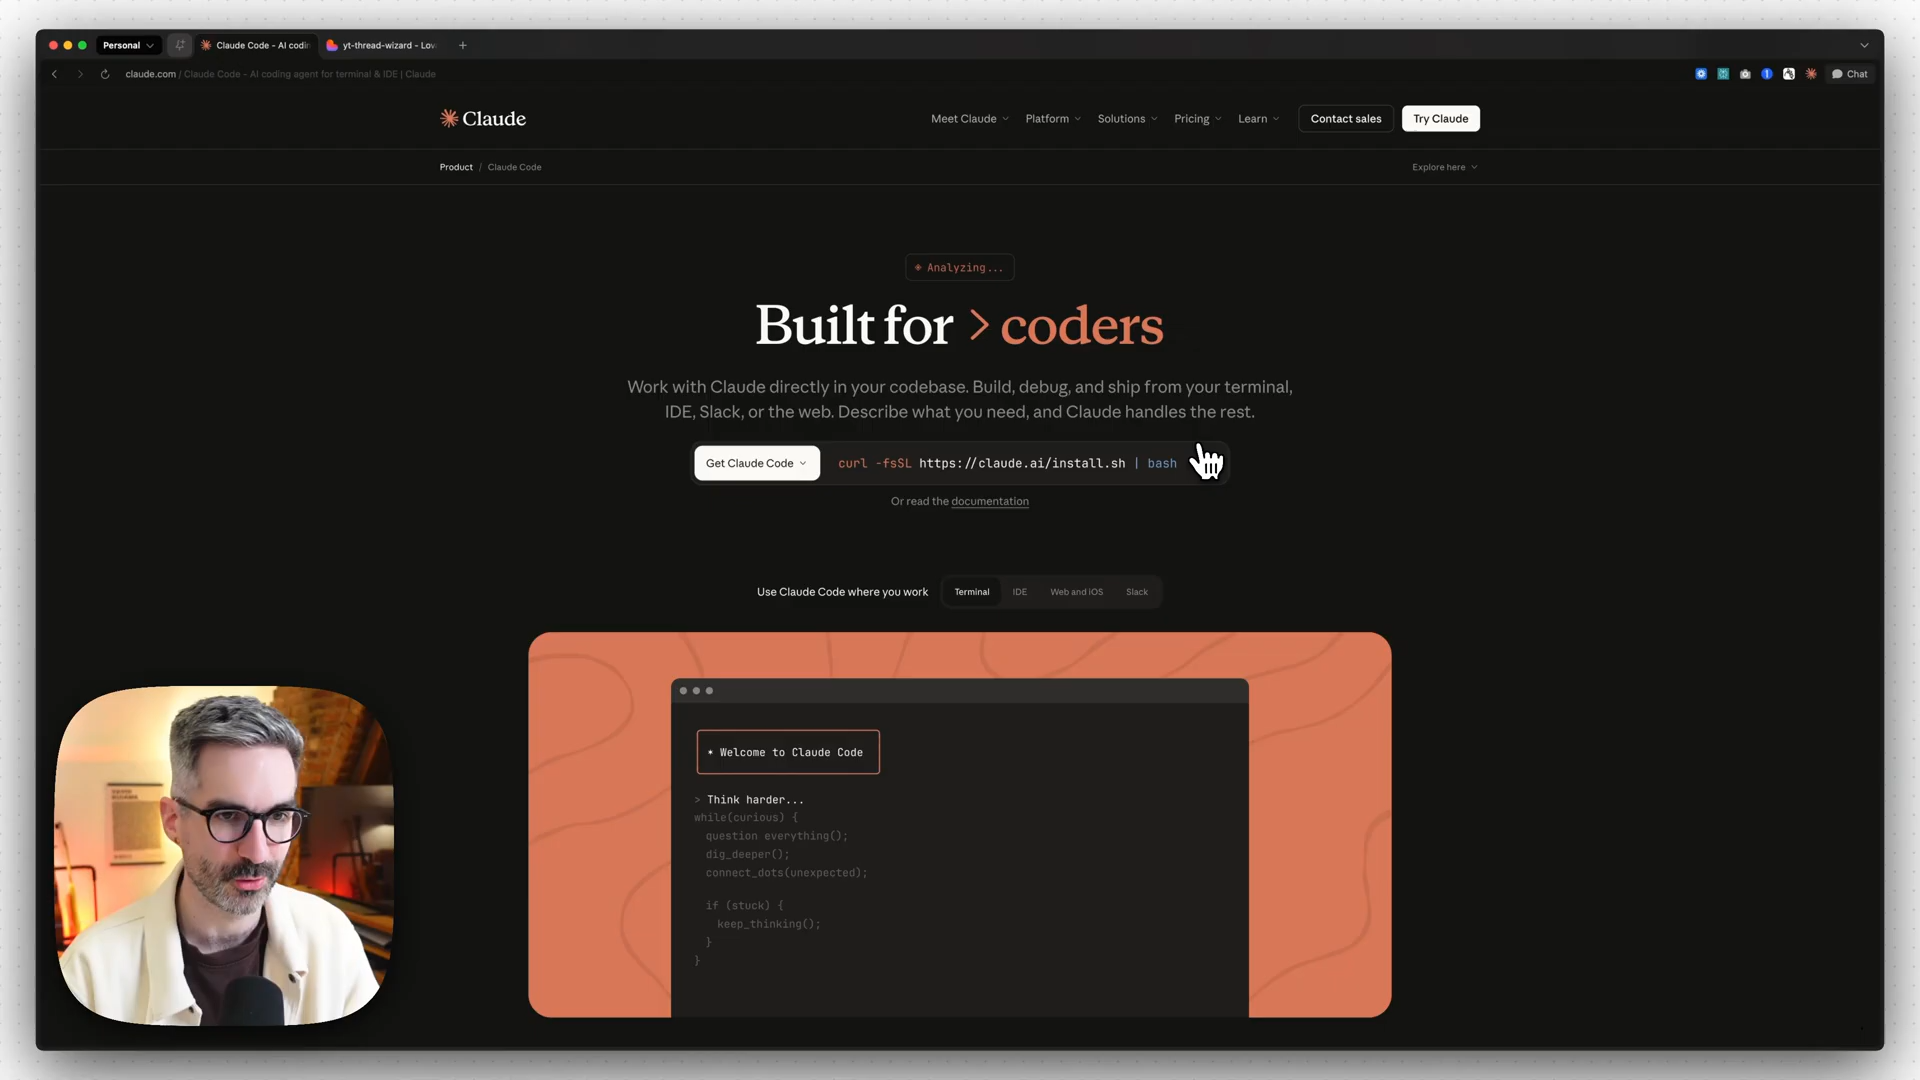 Personal
Claude Code - AI codin
yt-thread-wizard - Lov
claude.com / Claude Code - AI coding agent for terminal & IDE | Claude
Chat
Claude
Meet Claude
Platform
Solutions
Pricing
Learn
Contact sales
Try Claude
Product / Claude Code
Explore here
Analyzing...
Built for > coders
Work with Claude directly in your codebase. Build, debug, and ship from your terminal,
IDE, Slack, or the web. Describe what you need, and Claude handles the rest.
Get Claude Code
curl -fsSL https://claude.ai/install.sh | bash
Or read the documentation
Use Claude Code where you work
Terminal
IDE
Web and iOS
Slack
* Welcome to Claude Code
> Think harder...
while(curious) {
question everything();
dig_deeper();
connect_dots(unexpected);
if (stuck) {
keep_thinking();
}
}